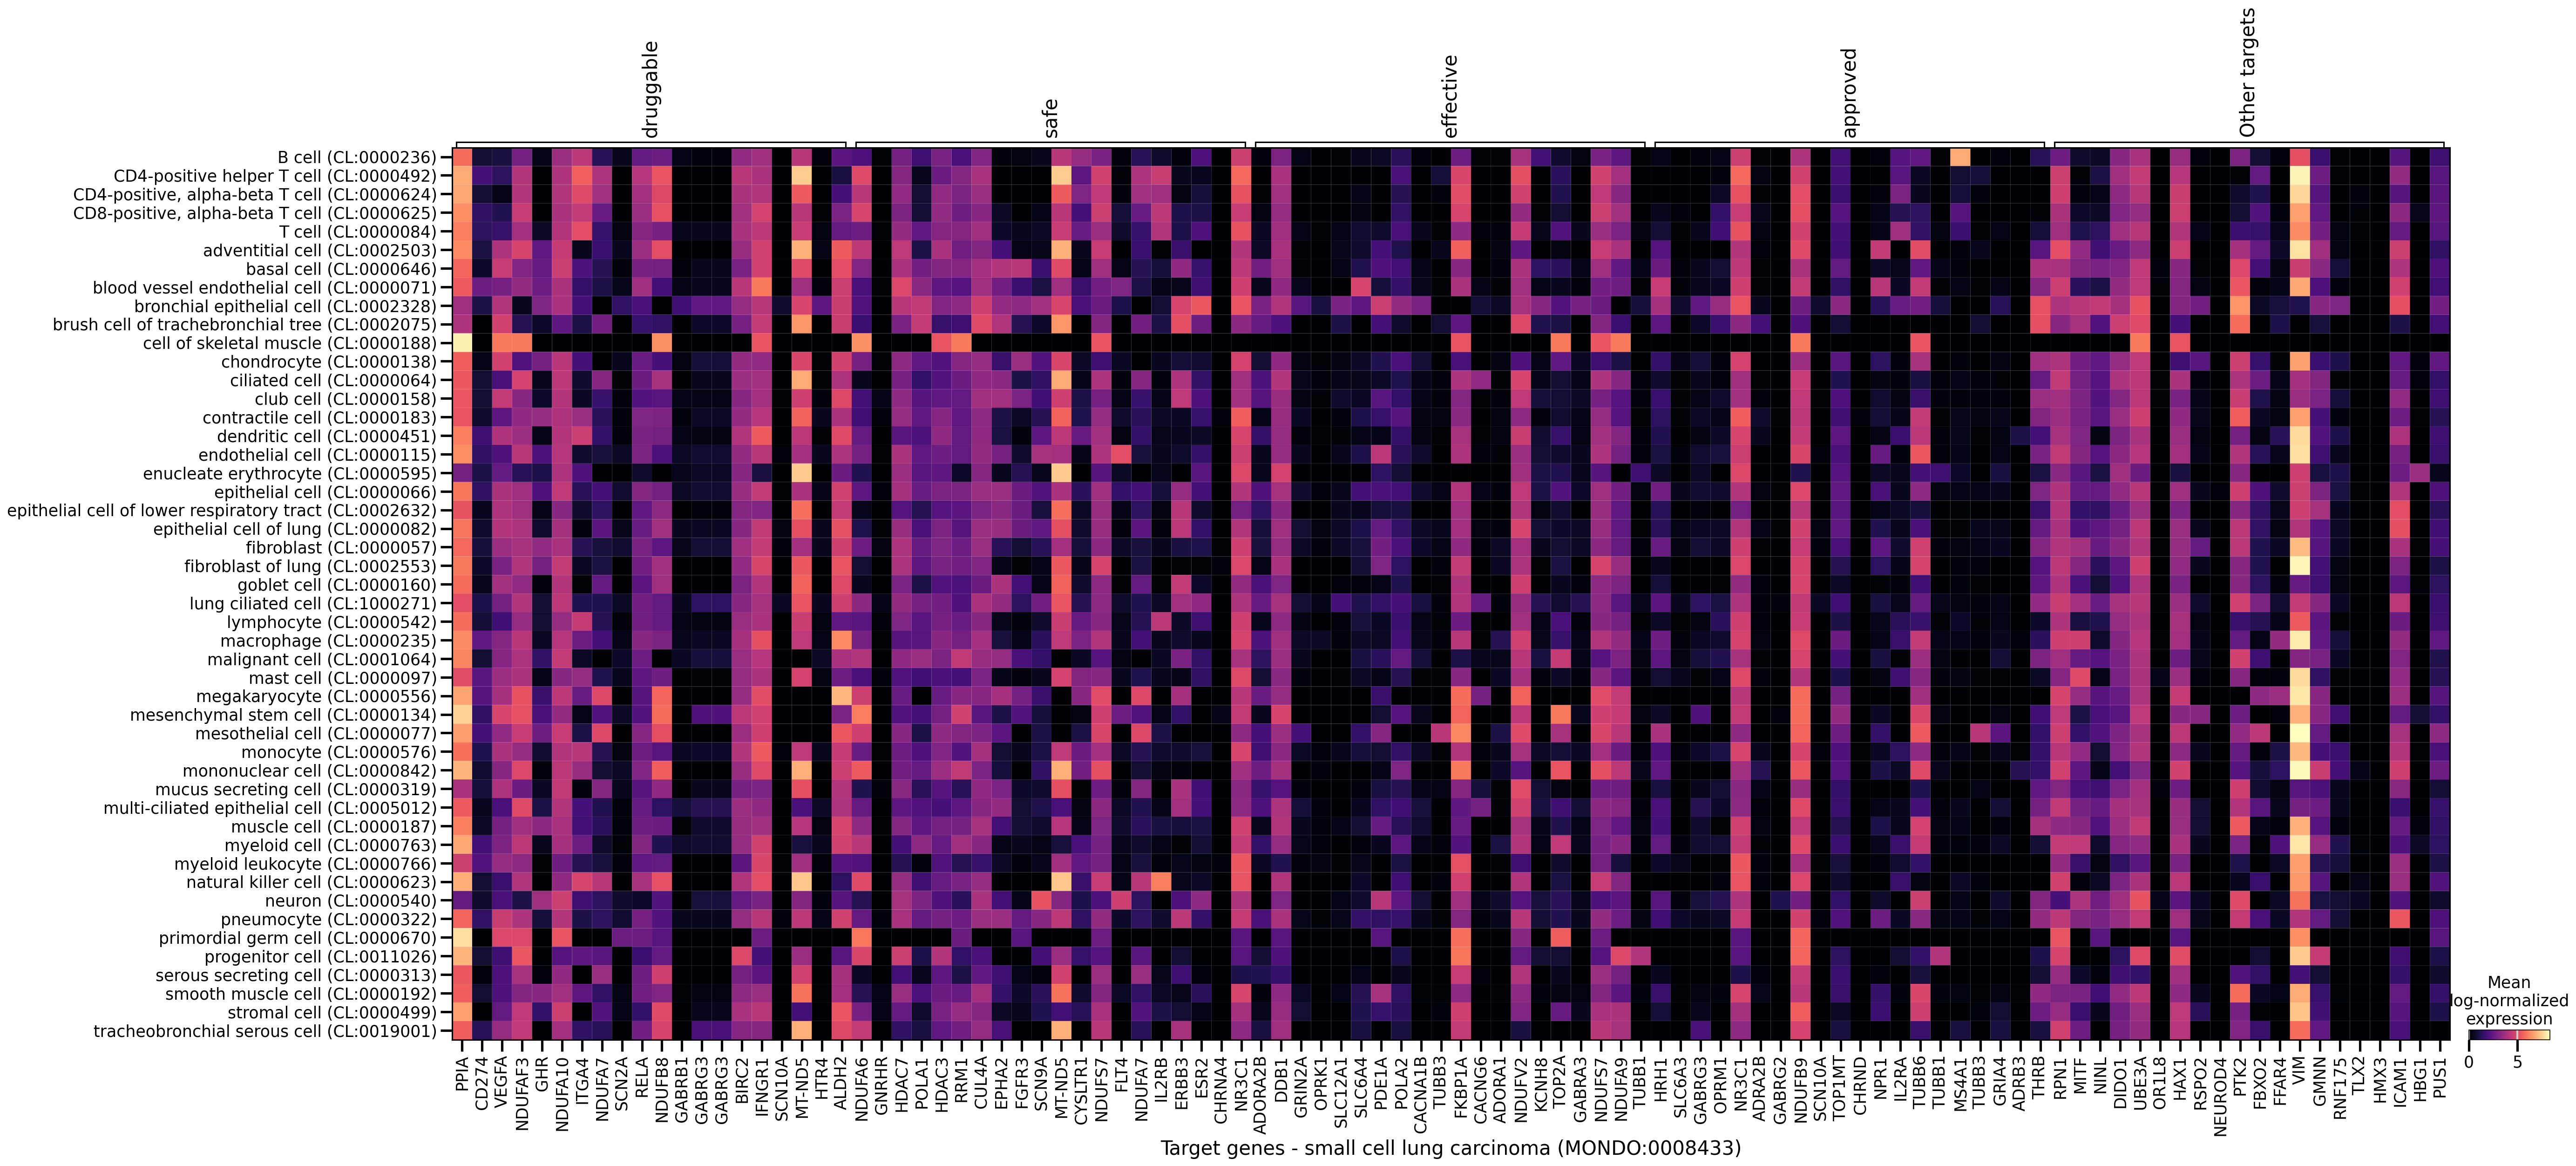 druggable
safe
effective
approved
Other targets
B cell (CL:0000236)
CD4-positive helper T cell (CL:0000492)
CD4-positive, alpha-beta T cell (CL:0000624)
CD8-positive, alpha-beta T cell (CL:0000625)
T cell (CL:0000084)
adventitial cell (CL:0002503)
basal cell (CL:0000646)
blood vessel endothelial cell (CL:0000071)
bronchial epithelial cell (CL:0002328)
brush cell of trachebronchial tree (CL:0002075)
cell of skeletal muscle (CL:0000188)
chondrocyte (CL:0000138)
ciliated cell (CL:0000064)
club cell (CL:0000158)
contractile cell (CL:0000183)
dendritic cell (CL:0000451)
endothelial cell (CL:0000115)
enucleate erythrocyte (CL:0000595)
epithelial cell (CL:0000066)
epithelial cell of lower respiratory tract (CL:0002632)
epithelial cell of lung (CL:0000082)
fibroblast (CL:0000057)
fibroblast of lung (CL:0002553)
goblet cell (CL:0000160)
lung ciliated cell (CL:1000271)
lymphocyte (CL:0000542)
macrophage (CL:0000235)
malignant cell (CL:0001064)
mast cell (CL:0000097)
megakaryocyte (CL:0000556)
mesenchymal stem cell (CL:0000134)
mesothelial cell (CL:0000077)
monocyte (CL:0000576)
mononuclear cell (CL:0000842)
mucus secreting cell (CL:0000319)
multi-ciliated epithelial cell (CL:0005012)
muscle cell (CL:0000187)
myeloid cell (CL:0000763)
myeloid leukocyte (CL:0000766)
natural killer cell (CL:0000623)
neuron (CL:0000540)
pneumocyte (CL:0000322)
primordial germ cell (CL:0000670)
progenitor cell (CL:0011026)
serous secreting cell (CL:0000313)
smooth muscle cell (CL:0000192)
stromal cell (CL:0000499)
tracheobronchial serous cell (CL:0019001)
Mean
log-normalized
expression
0
5
PPIA
CD274
VEGFA
NDUFAF3
GHR
NDUFA10
ITGA4
NDUFA7
SCN2A
RELA
NDUFB8
GABRB1
GABRG3
GABRG3
BIRC2
IFNGR1
SCN10A
MT-ND5
HTR4
ALDH2
NDUFA6
GNRHR
HDAC7
POLA1
HDAC3
RRM1
CUL4A
EPHA2
FGFR3
SCN9A
MT-ND5
CYSLTR1
NDUFS7
FLT4
NDUFA7
IL2RB
ERBB3
ESR2
CHRNA4
NR3C1
ADORA2B
DDB1
GRIN2A
OPRK1
SLC12A1
SLC6A4
PDE1A
POLA2
CACNA1B
TUBB3
FKBP1A
CACNG6
ADORA1
NDUFV2
KCNH8
TOP2A
GABRA3
NDUFS7
NDUFA9
TUBB1
HRH1
SLC6A3
GABRG3
OPRM1
NR3C1
ADRA2B
GABRG2
NDUFB9
SCN10A
TOP1MT
CHRND
NPR1
IL2RA
TUBB6
TUBB1
MS4A1
TUBB3
GRIA4
ADRB3
THRB
RPN1
MITF
NINL
DIDO1
UBE3A
OR1L8
HAX1
RSPO2
NEUROD4
PTK2
FBXO2
FFAR4
VIM
GMNN
RNF175
TLX2
HMX3
ICAM1
HBG1
PUS1
Target genes - small cell lung carcinoma (MONDO:0008433)